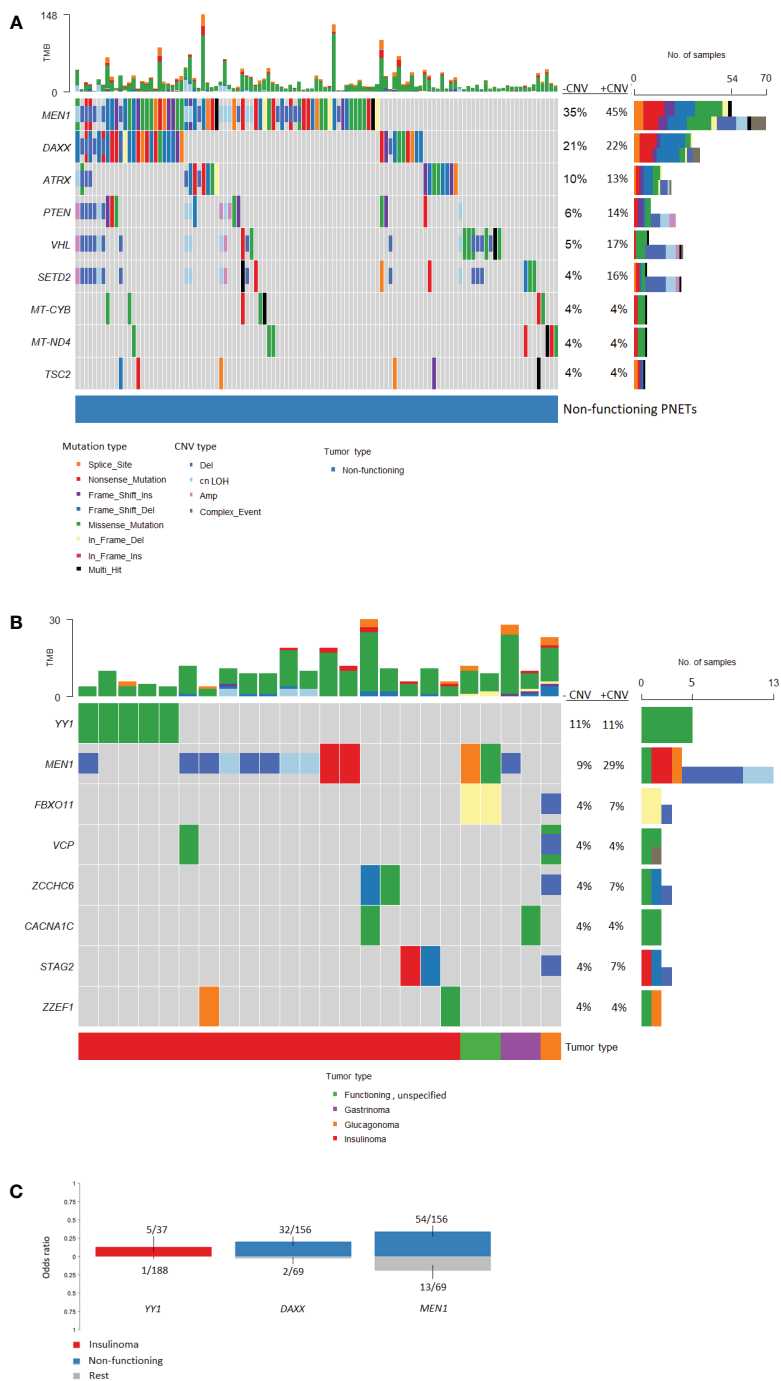 A
148
TMB
0
No. of samples
0 54 70
-CNV +CNV
MEN1 35% 45%
DAXX 21% 22%
ATRX 10% 13%
PTEN 6% 14%
VHL 5% 17%
SETD2 4% 16%
MT-CYB 4% 4%
MT-ND4 4% 4%
TSC2 4% 4%
Non-functioning PNETs
Mutation type
Splice_Site
Nonsense_Mutation
Frame_Shift_Ins
Frame_Shift_Del
Missense_Mutation
In_Frame_Del
In_Frame_Ins
Multi_Hit
CNV type
Del
cn LOH
Amp
Complex_Event
Tumor type
Non-functioning
B
30
TMB
0
No. of samples
0 5 13
- CNV +CNV
YY1 11% 11%
MEN1 9% 29%
FBXO11 4% 7%
VCP 4% 4%
ZCCHC6 4% 7%
CACNA1C 4% 4%
STAG2 4% 7%
ZZEF1 4% 4%
Tumor type
Tumor type
Functioning, unspecified
Gastrinoma
Glucagonoma
Insulinoma
C
Odds ratio
1
0.75
0.5
0.25
0
0.25
0.5
0.75
1
5/37 32/156 54/156
1/188 2/69 13/69
YY1 DAXX MEN1
Insulinoma
Non-functioning
Rest